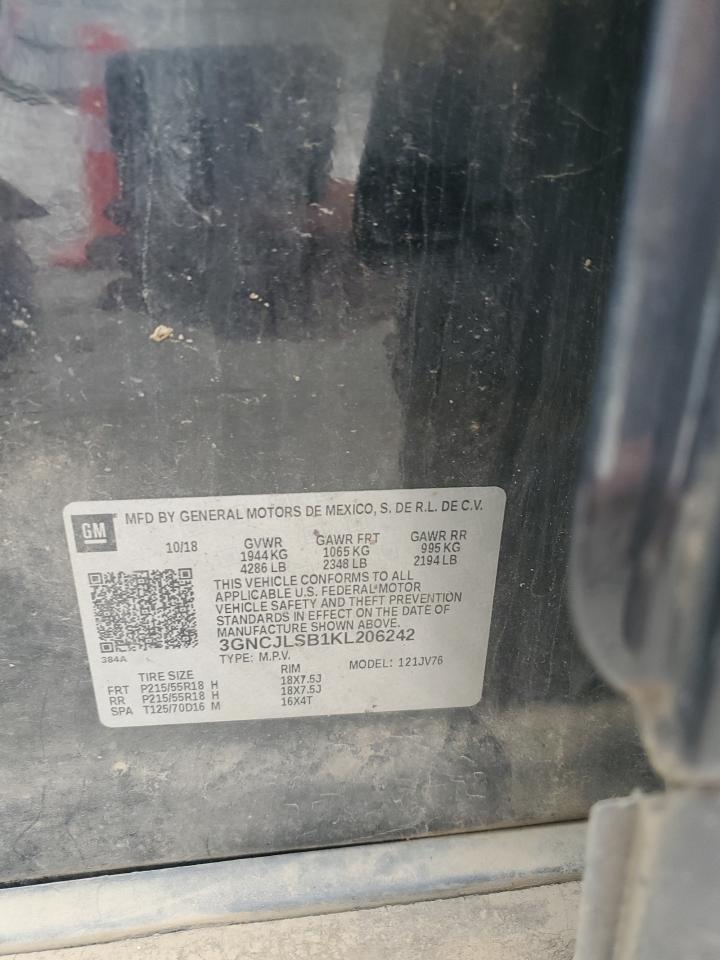 GM
MFD BY GENERAL MOTORS DE MEXICO, S. DE R.L. DE C.V.
10/18 GVWR GAWR FRT GAWR RR
1944 KG 1065 KG 995 KG
4286 LB 2348 LB 2194 LB
THIS VEHICLE CONFORMS TO ALL
APPLICABLE U.S. FEDERAL MOTOR
VEHICLE SAFETY AND THEFT PREVENTION
STANDARDS IN EFFECT ON THE DATE OF
MANUFACTURE SHOWN ABOVE.
3GNCJLSB1KL206242
384A
TYPE: M.P.V. MODEL: 121JV76
TIRE SIZE RIM
FRT P215/55R18 H 18X7.5J
RR P215/55R18 H 18X7.5J
SPA T125/70D16 M 16X4T